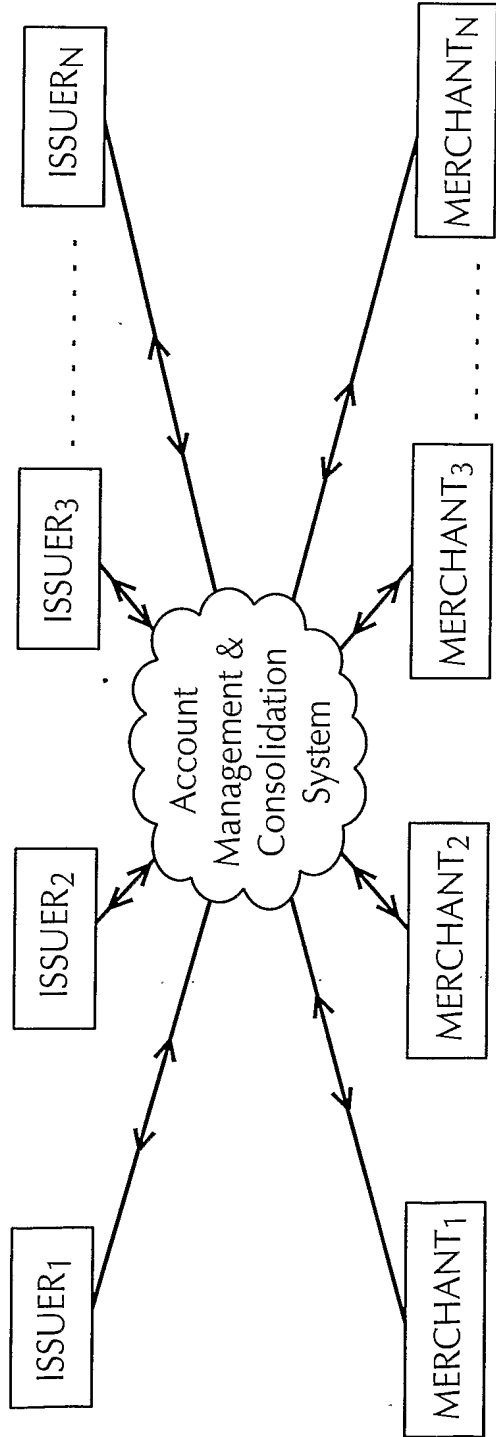 ISSUER₁
ISSUER₂
ISSUER₃
ISSUERN
Account
Management &
Consolidation
System
MERCHANT₁
MERCHANT₂
MERCHANT₃
MERCHANTN